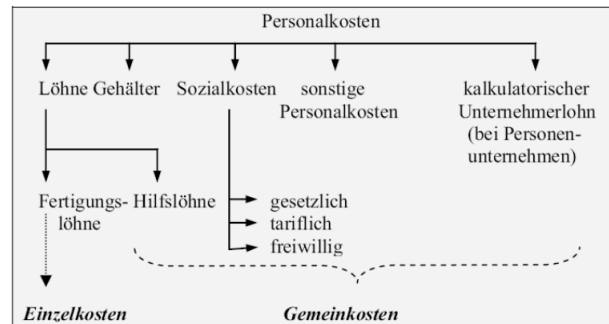 Personalkosten
Löhne Gehälter Sozialkosten sonstige Personalkosten kalkulatorischer
Unternehmerlohn
(bei Personen-
unternehmen)
Fertigungs-
löhne
Hilfslöhne
gesetzlich
tariflich
freiwillig
Einzelkosten Gemeinkosten